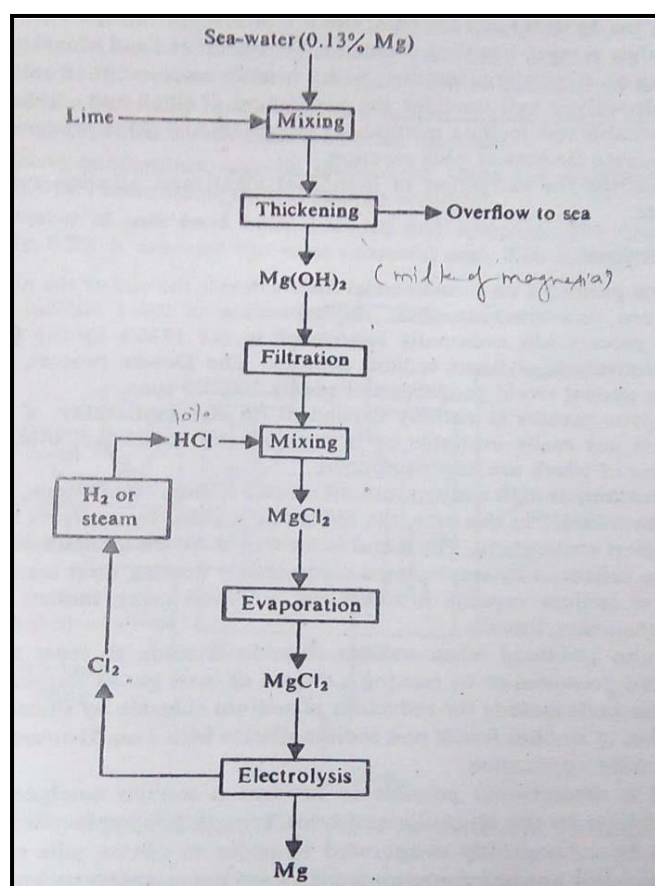 Sea-water (0.13% Mg)
Lime
Mixing
Thickening
Overflow to sea
Mg(OH)₂
(milk of magnesia)
Filtration
HCl
Mixing
H₂ or
steam
MgCl₂
Evaporation
Cl₂
MgCl₂
Electrolysis
Mg